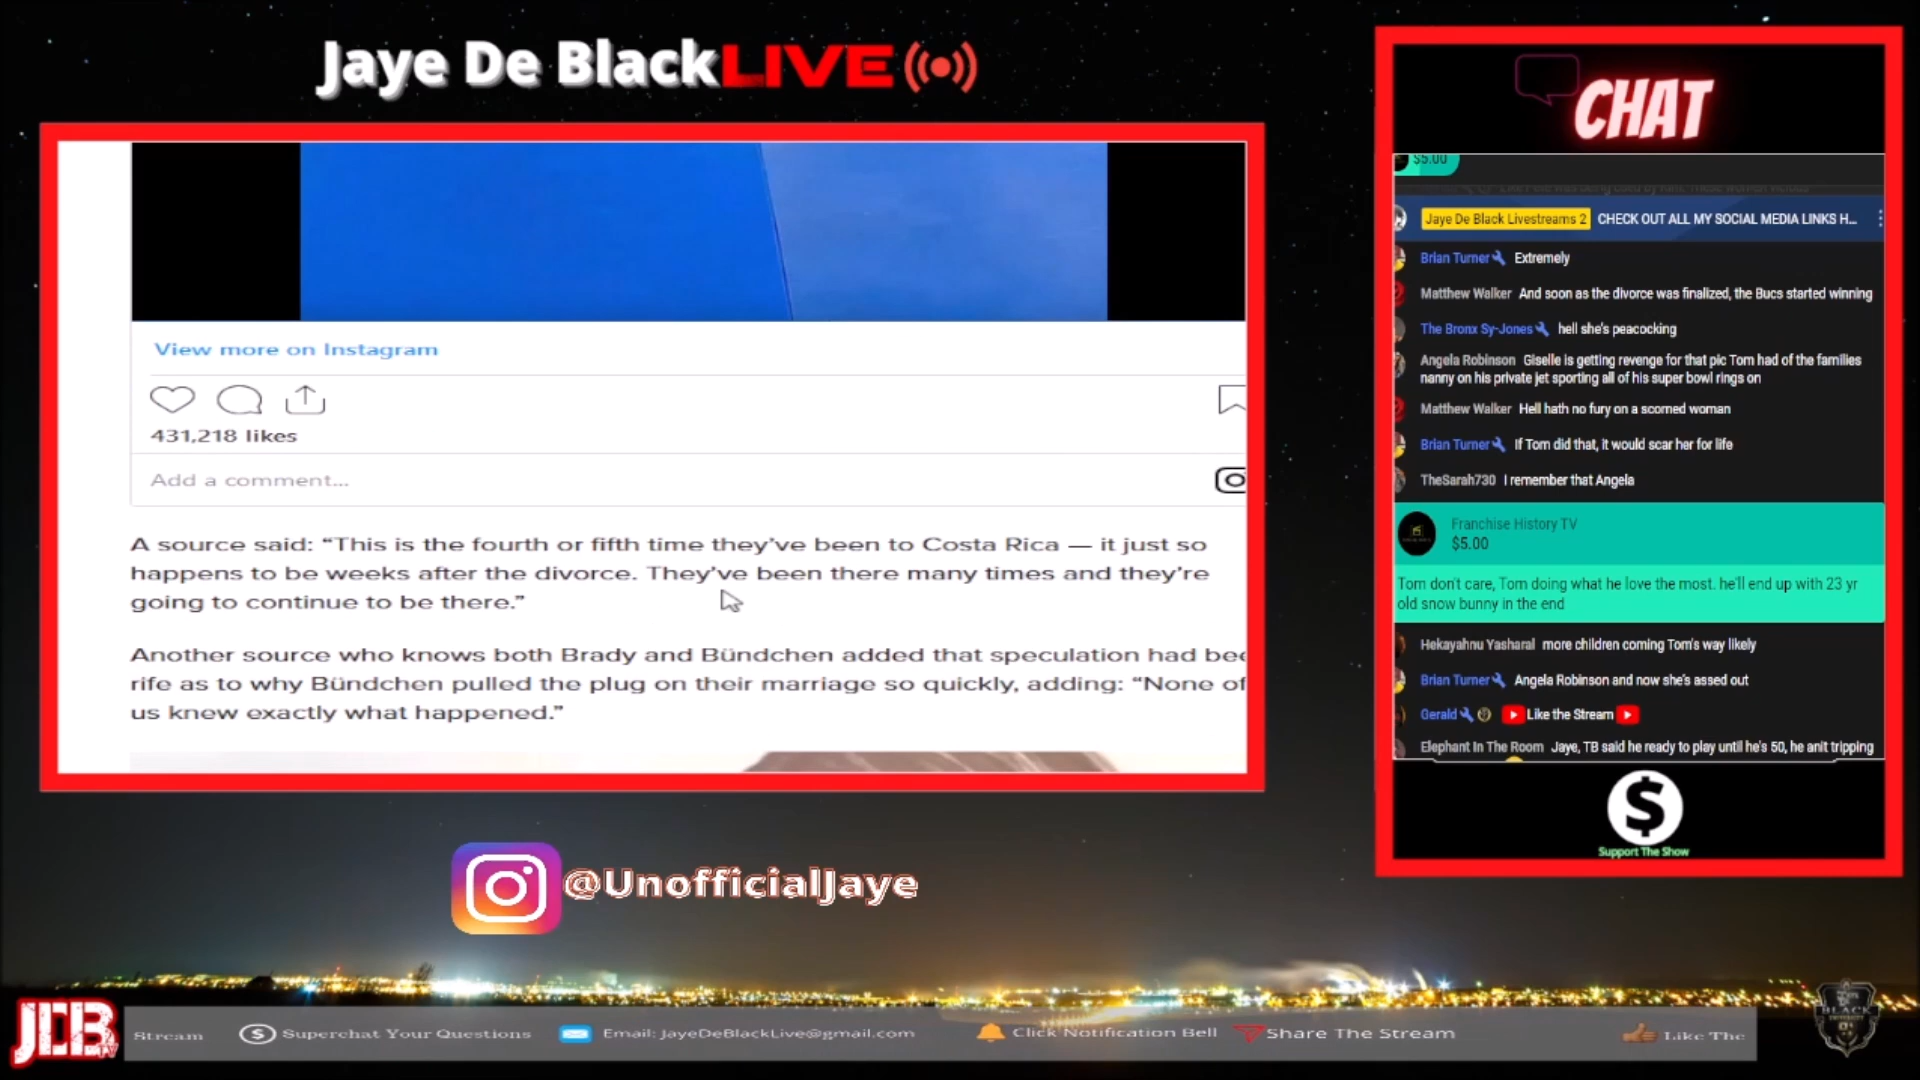 Jaye De BlackLIVE
View more on Instagram
431,218 likes
Add a comment...
A source said: “This is the fourth or fifth time they’ve been to Costa Rica — it just so
happens to be weeks after the divorce. They’ve been there many times and they’re
going to continue to be there.”
Another source who knows both Brady and Bündchen added that speculation had bee
rife as to why Bündchen pulled the plug on their marriage so quickly, adding: “None of
us knew exactly what happened.”
@UnofficialJaye
CHAT
$5.00
Jaye De Black Livestreams 2 CHECK OUT ALL MY SOCIAL MEDIA LINKS H...
Brian Turner Extremely
Matthew Walker And soon as the divorce was finalized, the Bucs started winning
The Bronx Sy-Jones hell she's peacocking
Angela Robinson Giselle is getting revenge for that pic Tom had of the families
nanny on his private jet sporting all of his super bowl rings on
Matthew Walker Hell hath no fury on a scorned woman
Brian Turner If Tom did that, it would scar her for life
TheSarah730 I remember that Angela
Franchise History TV
$5.00
Tom don't care, Tom doing what he love the most. he'll end up with 23 yr
old snow bunny in the end
Hekayahnu Yasharal more children coming Tom's way likely
Brian Turner Angela Robinson and now she's assed out
Gerald Like the Stream
Elephant In The Room Jaye, TB said he ready to play until he's 50, he anit tripping
Support The Show
JDB TV Stream Superchat Your Questions Email: JayeDeBlackLive@gmail.com Click Notification Bell Share The Stream Like The
BLACK